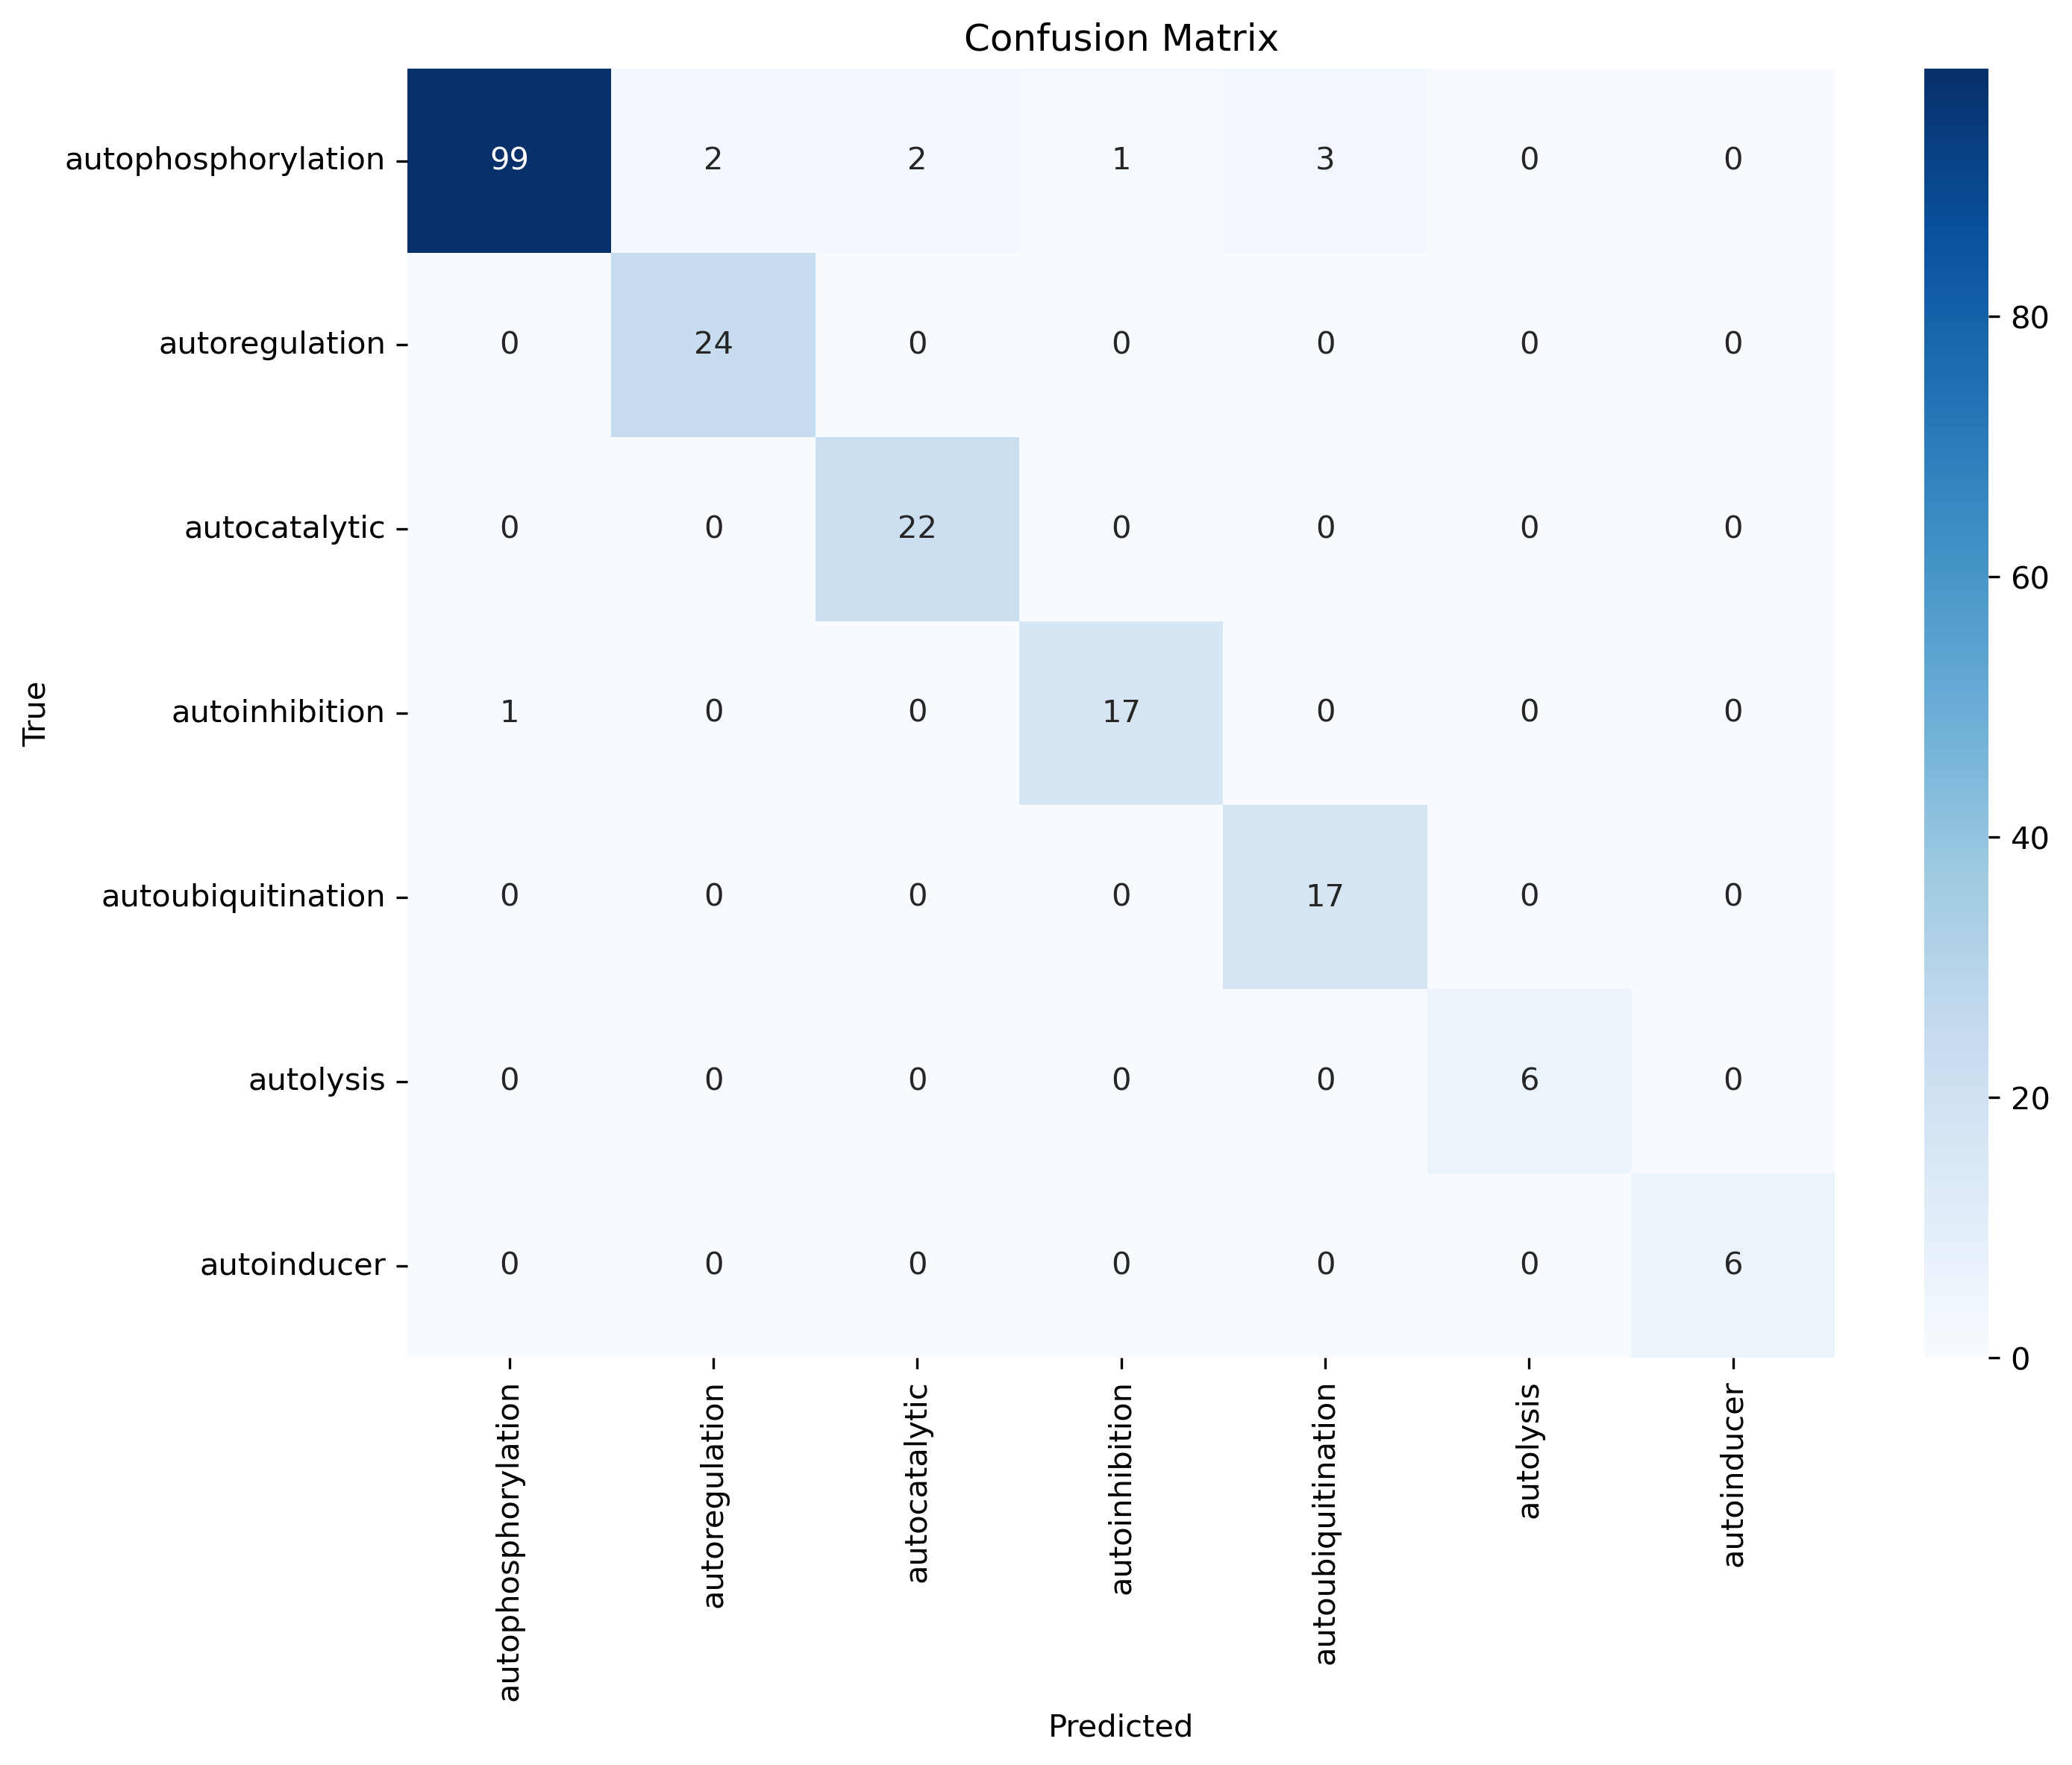 Confusion Matrix
True
autophosphorylation 99 2 2 1 3 0 0
autoregulation 0 24 0 0 0 0 0
autocatalytic 0 0 22 0 0 0 0
autoinhibition 1 0 0 17 0 0 0
autoubiquitination 0 0 0 0 17 0 0
autolysis 0 0 0 0 0 6 0
autoinducer 0 0 0 0 0 0 6
autophosphorylation
autoregulation
autocatalytic
autoinhibition
autoubiquitination
autolysis
autoinducer
Predicted
80
60
40
20
0